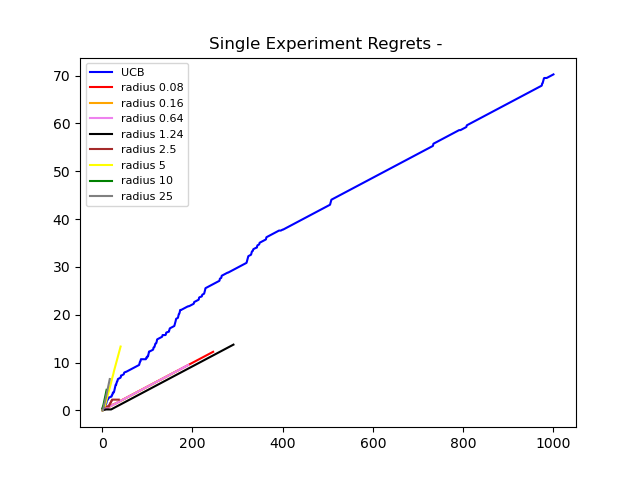 Single Experiment Regrets -
UCB
radius 0.08
radius 0.16
radius 0.64
radius 1.24
radius 2.5
radius 5
radius 10
radius 25
70
60
50
40
30
20
10
0
0 200 400 600 800 1000